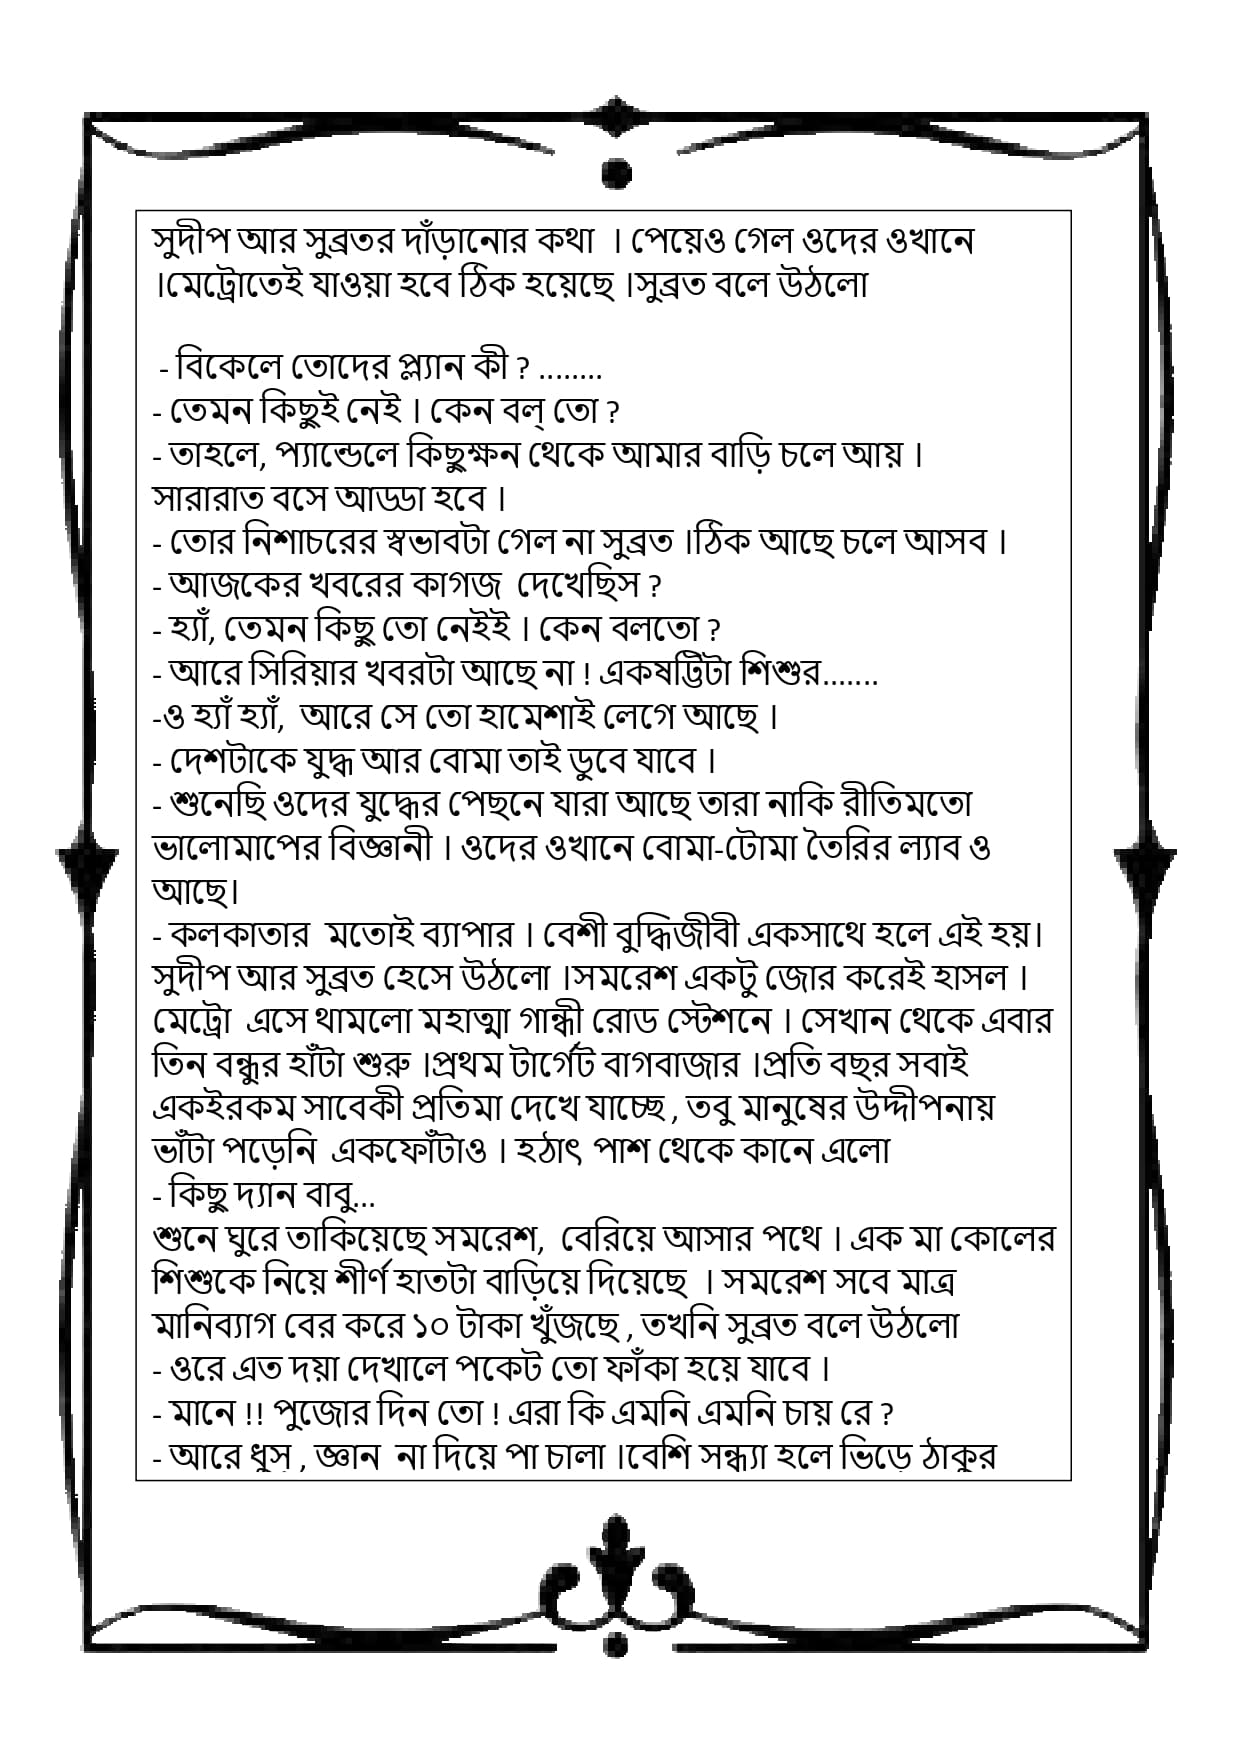 সুদীপ আর সুব্রতর দাঁড়ানোর কথা । পেয়েও গেল ওদের ওখানে
।মেট্রোতেই যাওয়া হবে ঠিক হয়েছে ।সুব্রত বলে উঠলো
- বিকেলে তোদের প্ল্যান কী ? ........
- তেমন কিছুই নেই । কেন বল্ তো ?
- তাহলে, প্যান্ডেলে কিছুক্ষন থেকে আমার বাড়ি চলে আয় ।
সারারাত বসে আড্ডা হবে ।
- তোর নিশাচরের স্বভাবটা গেল না সুব্রত ।ঠিক আছে চলে আসব ।
- আজকের খবরের কাগজ দেখেছিস ?
- হ্যাঁ, তেমন কিছু তো নেইই । কেন বলতো ?
- আরে সিরিয়ার খবরটা আছে না ! একষট্টিটা শিশুর.......
-ও হ্যাঁ হ্যাঁ, আরে সে তো হামেশাই লেগে আছে ।
- দেশটাকে যুদ্ধ আর বোমা তাই ডুবে যাবে ।
- শুনেছি ওদের যুদ্ধের পেছনে যারা আছে তারা নাকি রীতিমতো
ভালোমাপের বিজ্ঞানী । ওদের ওখানে বোমা-টোমা তৈরির ল্যাব ও
আছে।
- কলকাতার মতোই ব্যাপার । বেশী বুদ্ধিজীবী একসাথে হলে এই হয়।
সুদীপ আর সুব্রত হেসে উঠলো ।সমরেশ একটু জোর করেই হাসল ।
মেট্রো এসে থামলো মহাত্মা গান্ধী রোড স্টেশনে । সেখান থেকে এবার
তিন বন্ধুর হাঁটা শুরু ।প্রথম টার্গেট বাগবাজার ।প্রতি বছর সবাই
একইরকম সাবেকী প্রতিমা দেখে যাচ্ছে , তবু মানুষের উদ্দীপনায়
ভাঁটা পড়েনি একফোঁটাও । হঠাৎ পাশ থেকে কানে এলো
- কিছু দ্যান বাবু...
শুনে ঘুরে তাকিয়েছে সমরেশ, বেরিয়ে আসার পথে । এক মা কোলের
শিশুকে নিয়ে শীর্ণ হাতটা বাড়িয়ে দিয়েছে । সমরেশ সবে মাত্র
মানিব্যাগ বের করে ১০ টাকা খুঁজছে , তখনি সুব্রত বলে উঠলো
- ওরে এত দয়া দেখালে পকেট তো ফাঁকা হয়ে যাবে ।
- মানে !! পুজোর দিন তো ! এরা কি এমনি এমনি চায় রে ?
- আরে ধুস্ , জ্ঞান না দিয়ে পা চালা ।বেশি সন্ধ্যা হলে ভিড়ে ঠাকুর